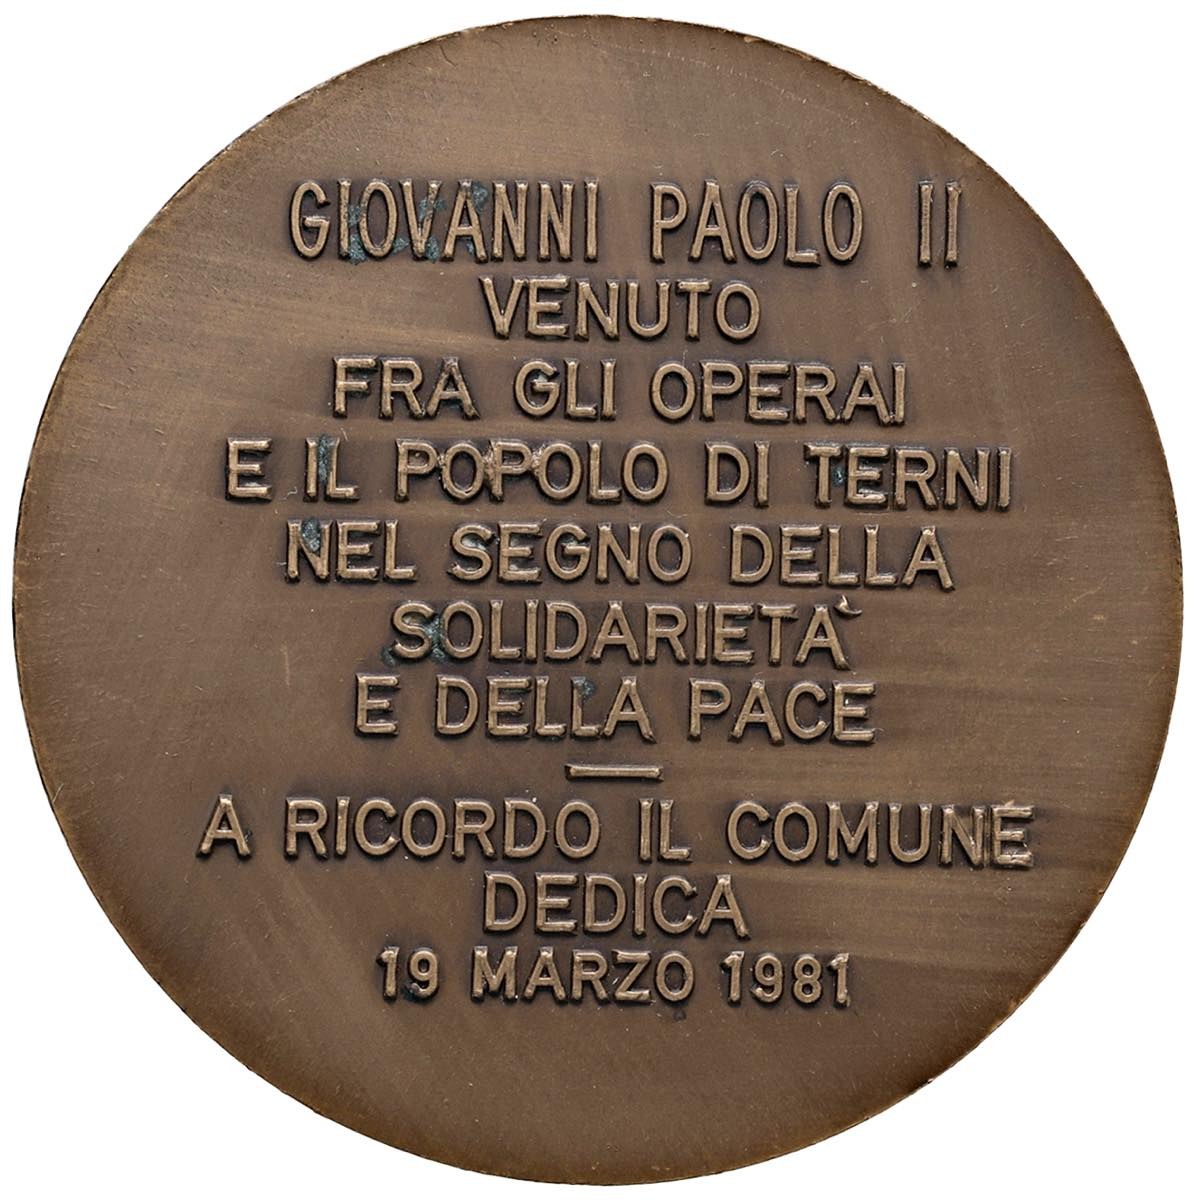 GIOVANNI PAOLO II
VENUTO
FRA GLI OPERAI
E IL POPOLO DI TERNI
NEL SEGNO DELLA
SOLIDARIETÀ
E DELLA PACE
A RICORDO IL COMUNE
DEDICA
19 MARZO 1981